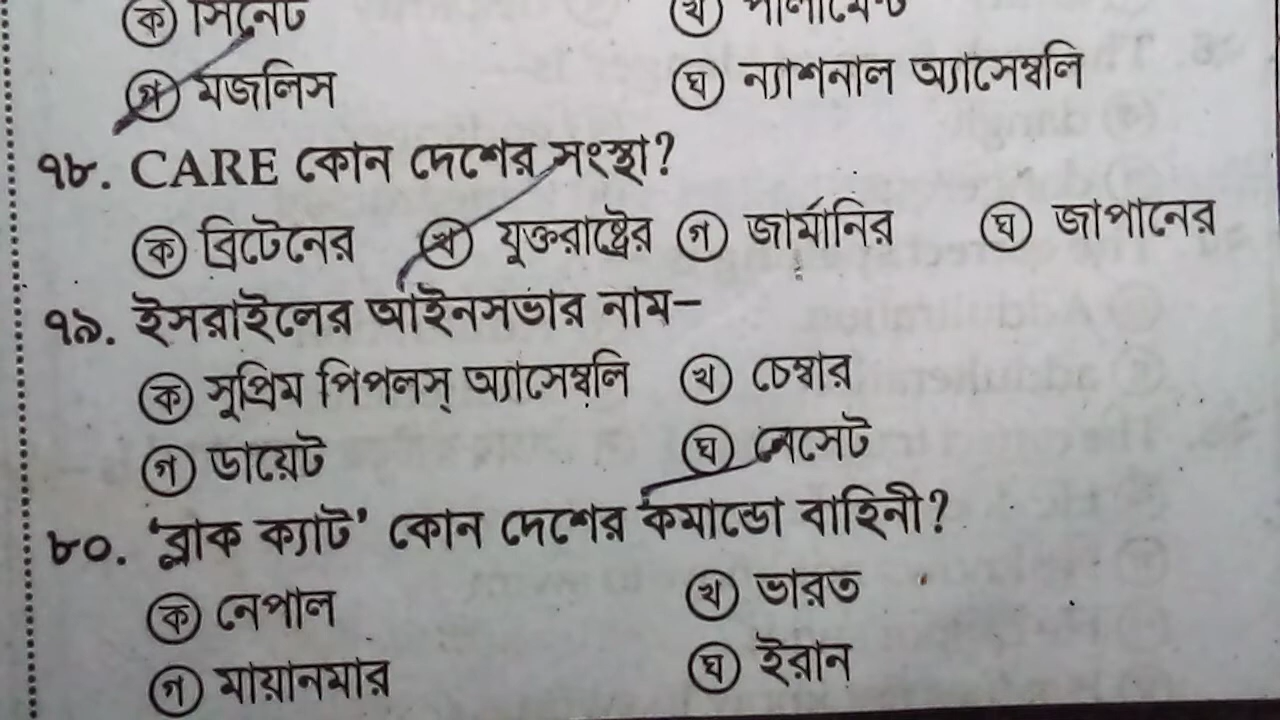 ক সিনেট খ পার্লামেন্ট
গ মজলিস ঘ ন্যাশনাল অ্যাসেম্বলি
৭৮. CARE কোন দেশের সংস্থা?
ক ব্রিটেনের খ যুক্তরাষ্ট্রের গ জার্মানির ঘ জাপানের
৭৯. ইসরাইলের আইনসভার নাম–
ক সুপ্রিম পিপলস্ অ্যাসেম্বলি খ চেম্বার
গ ডায়েট ঘ নেসেট
৮০. ‘ব্লাক ক্যাট’ কোন দেশের কমান্ডো বাহিনী?
ক নেপাল খ ভারত
গ মায়ানমার ঘ ইরান